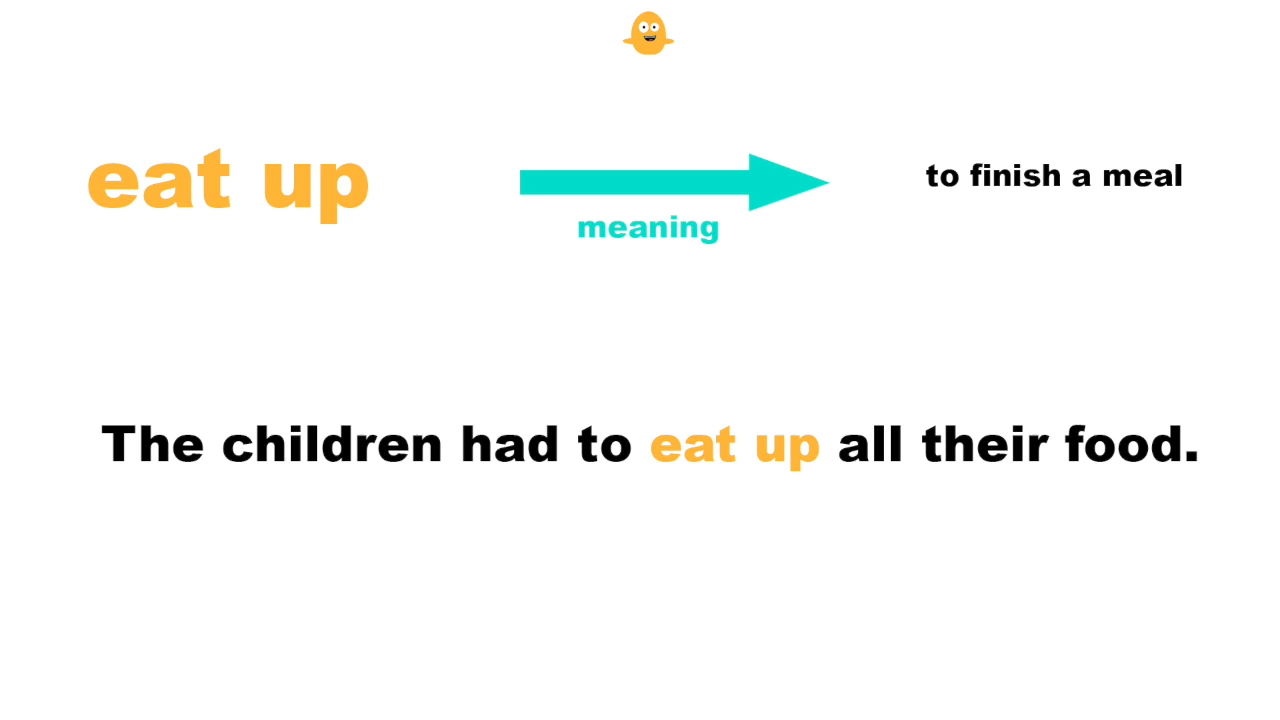 eat up
meaning
to finish a meal
The children had to eat up all their food.